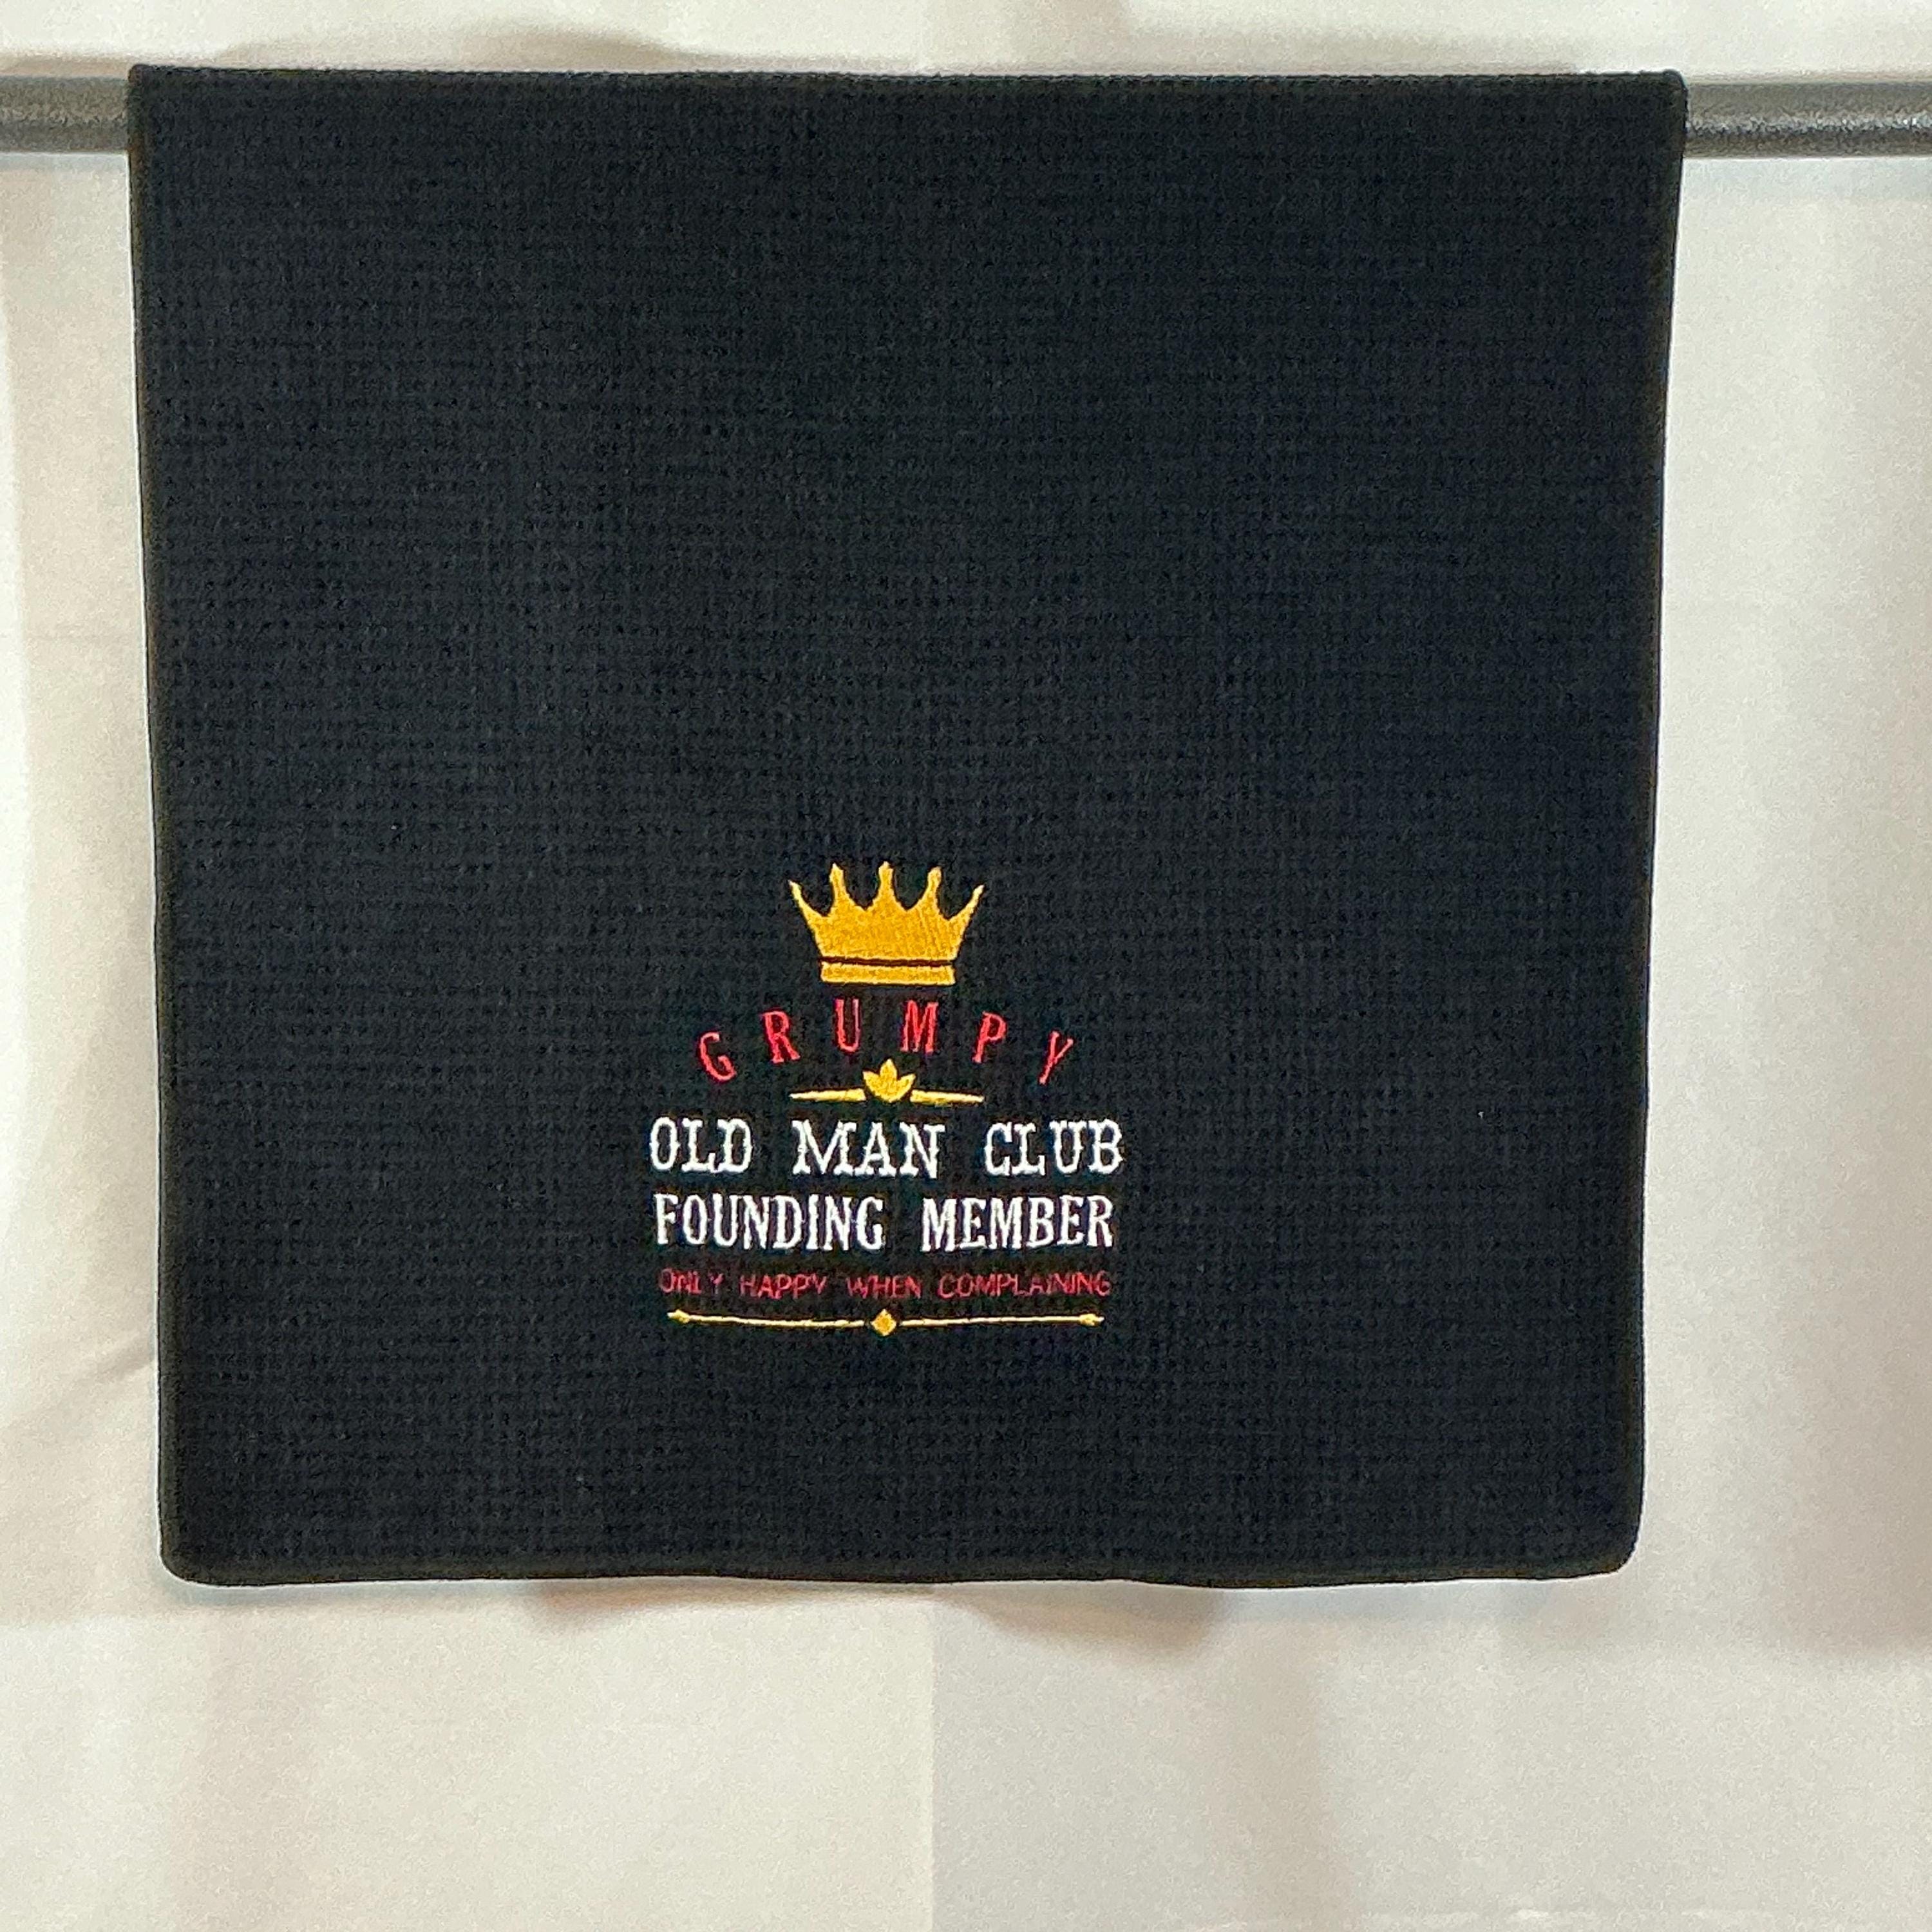 GRUMPY
OLD MAN CLUB
FOUNDING MEMBER
ONLY HAPPY WHEN COMPLAINING